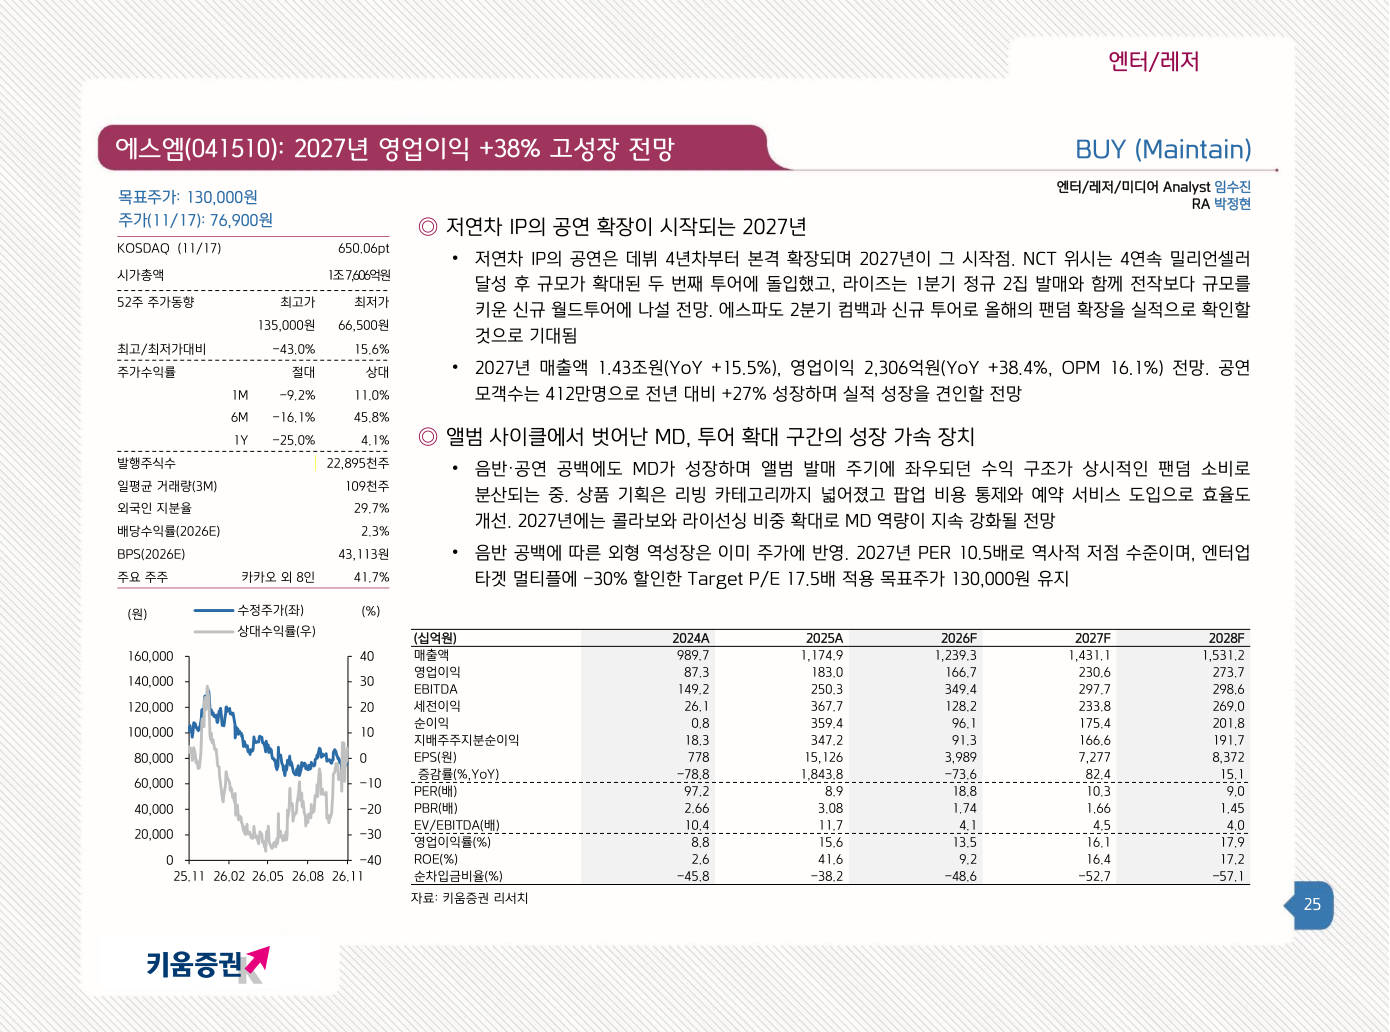 엔터/레저
에스엠(041510): 2027년 영업이익 +38% 고성장 전망
BUY (Maintain)
엔터/레저/미디어 Analyst 임수진
RA 박정현
목표주가: 130,000원
주가(11/17): 76,900원
KOSDAQ (11/17) 650.06pt
시가총액 1조 7,606억원
52주 주가동향 최고가 최저가
135,000원 66,500원
최고/최저가대비 -43.0% 15.6%
주가수익률 절대 상대
1M -9.2% 11.0%
6M -16.1% 45.8%
1Y -25.0% 4.1%
발행주식수 22,895천주
일평균 거래량(3M) 109천주
외국인 지분율 29.7%
배당수익률(2026E) 2.3%
BPS(2026E) 43,113원
주요 주주 카카오 외 8인 41.7%
(원) 수정주가(좌) (%)
상대수익률(우)
160,000 40
140,000 30
120,000 20
100,000 10
80,000 0
60,000 -10
40,000 -20
20,000 -30
0 -40
25.11 26.02 26.05 26.08 26.11
◎ 저연차 IP의 공연 확장이 시작되는 2027년
• 저연차 IP의 공연은 데뷔 4년차부터 본격 확장되며 2027년이 그 시작점. NCT 위시는 4연속 밀리언셀러
달성 후 규모가 확대된 두 번째 투어에 돌입했고, 라이즈는 1분기 정규 2집 발매와 함께 전작보다 규모를
키운 신규 월드투어에 나설 전망. 에스파도 2분기 컴백과 신규 투어로 올해의 팬덤 확장을 실적으로 확인할
것으로 기대됨
• 2027년 매출액 1.43조원(YoY +15.5%), 영업이익 2,306억원(YoY +38.4%, OPM 16.1%) 전망. 공연
모객수는 412만명으로 전년 대비 +27% 성장하며 실적 성장을 견인할 전망
◎ 앨범 사이클에서 벗어난 MD, 투어 확대 구간의 성장 가속 장치
• 음반·공연 공백에도 MD가 성장하며 앨범 발매 주기에 좌우되던 수익 구조가 상시적인 팬덤 소비로
분산되는 중. 상품 기획은 리빙 카테고리까지 넓어졌고 팝업 비용 통제와 예약 서비스 도입으로 효율도
개선. 2027년에는 콜라보와 라이선싱 비중 확대로 MD 역량이 지속 강화될 전망
• 음반 공백에 따른 외형 역성장은 이미 주가에 반영. 2027년 PER 10.5배로 역사적 저점 수준이며, 엔터업
타겟 멀티플에 -30% 할인한 Target P/E 17.5배 적용 목표주가 130,000원 유지
(십억원) 2024A 2025A 2026F 2027F 2028F
매출액 989.7 1,174.9 1,239.3 1,431.1 1,531.2
영업이익 87.3 183.0 166.7 230.6 273.7
EBITDA 149.2 250.3 349.4 297.7 298.6
세전이익 26.1 367.7 128.2 233.8 269.0
순이익 0.8 359.4 96.1 175.4 201.8
지배주주지분순이익 18.3 347.2 91.3 166.6 191.7
EPS(원) 778 15,126 3,989 7,277 8,372
증감률(%,YoY) -78.8 1,843.8 -73.6 82.4 15.1
PER(배) 97.2 8.9 18.8 10.3 9.0
PBR(배) 2.66 3.08 1.74 1.66 1.45
EV/EBITDA(배) 10.4 11.7 4.1 4.5 4.0
영업이익률(%) 8.8 15.6 13.5 16.1 17.9
ROE(%) 2.6 41.6 9.2 16.4 17.2
순차입금비율(%) -45.8 -38.2 -48.6 -52.7 -57.1
자료: 키움증권 리서치
25
키움증권